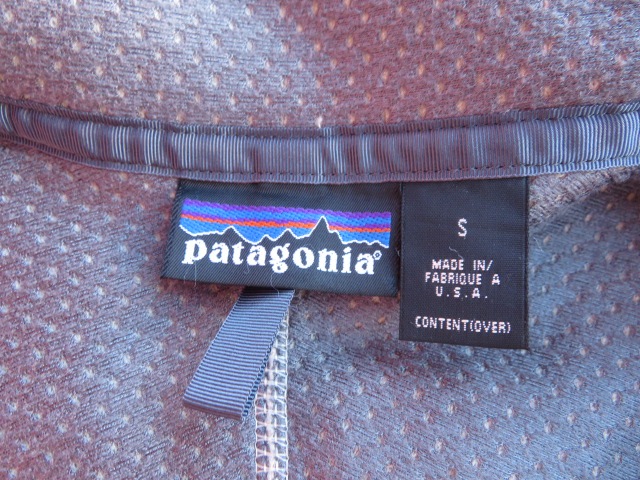 patagonia®
S
MADE IN/
FABRIQUE A
U.S.A.
CONTENT(OVER)